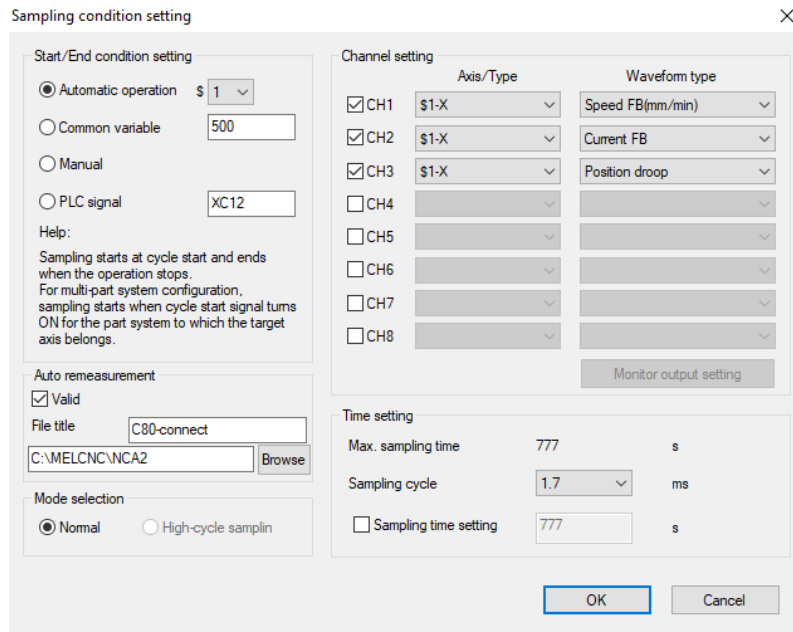 Sampling condition setting
Start/End condition setting
Automatic operation $ 1
Common variable 500
Manual
PLC signal XC12
Help:
Sampling starts at cycle start and ends
when the operation stops.
For multi-part system configuration,
sampling starts when cycle start signal turns
ON for the part system to which the target
axis belongs.
Auto remeasurement
Valid
File title C80-connect
C:\MELCNC\NCA2 Browse
Mode selection
Normal High-cycle samplin
Channel setting
Axis/Type Waveform type
CH1 $1-X Speed FB(mm/min)
CH2 $1-X Current FB
CH3 $1-X Position droop
CH4
CH5
CH6
CH7
CH8
Monitor output setting
Time setting
Max. sampling time 777 s
Sampling cycle 1.7 ms
Sampling time setting 777 s
OK Cancel